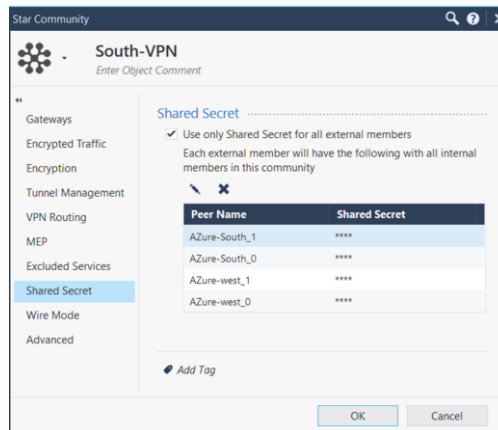 Star Community
South-VPN
Enter Object Comment
Gateways
Encrypted Traffic
Encryption
Tunnel Management
VPN Routing
MEP
Excluded Services
Shared Secret
Wire Mode
Advanced
Shared Secret
Use only Shared Secret for all external members
Each external member will have the following with all internal
members in this community
Peer Name Shared Secret
AZure-South_1 ****
AZure-South_0 ****
AZure-west_1 ****
AZure-west_0 ****
Add Tag
OK Cancel